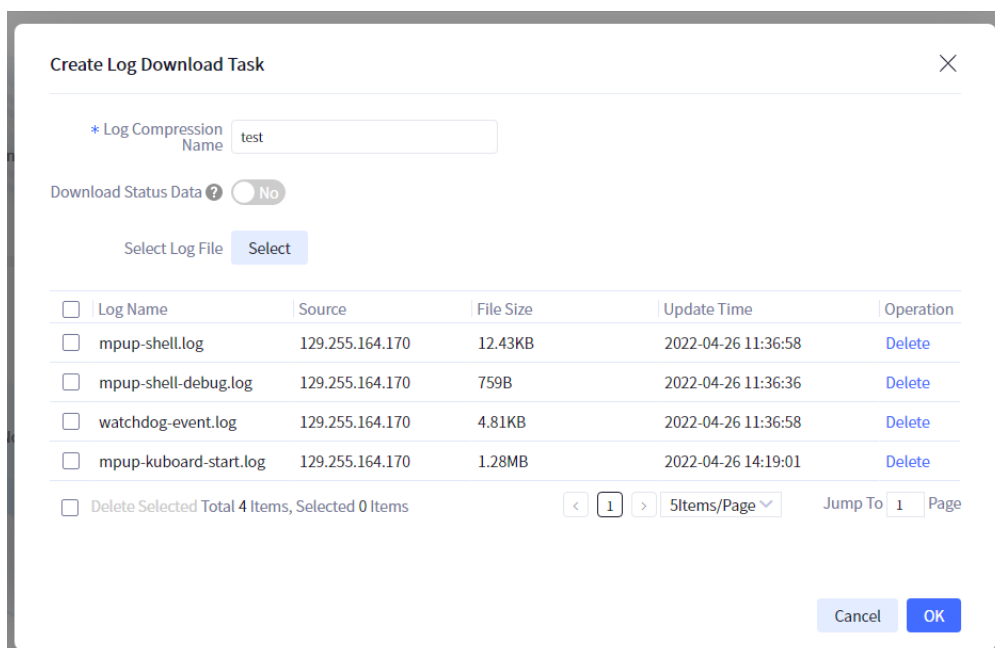 Create Log Download Task
* Log Compression Name test
Download Status Data ? No
Select Log File Select
Log Name Source File Size Update Time Operation
mpup-shell.log 129.255.164.170 12.43KB 2022-04-26 11:36:58 Delete
mpup-shell-debug.log 129.255.164.170 759B 2022-04-26 11:36:36 Delete
watchdog-event.log 129.255.164.170 4.81KB 2022-04-26 11:36:58 Delete
mpup-kuboard-start.log 129.255.164.170 1.28MB 2022-04-26 14:19:01 Delete
Delete Selected Total 4 Items, Selected 0 Items < 1 > 5Items/Page Jump To 1 Page
Cancel OK